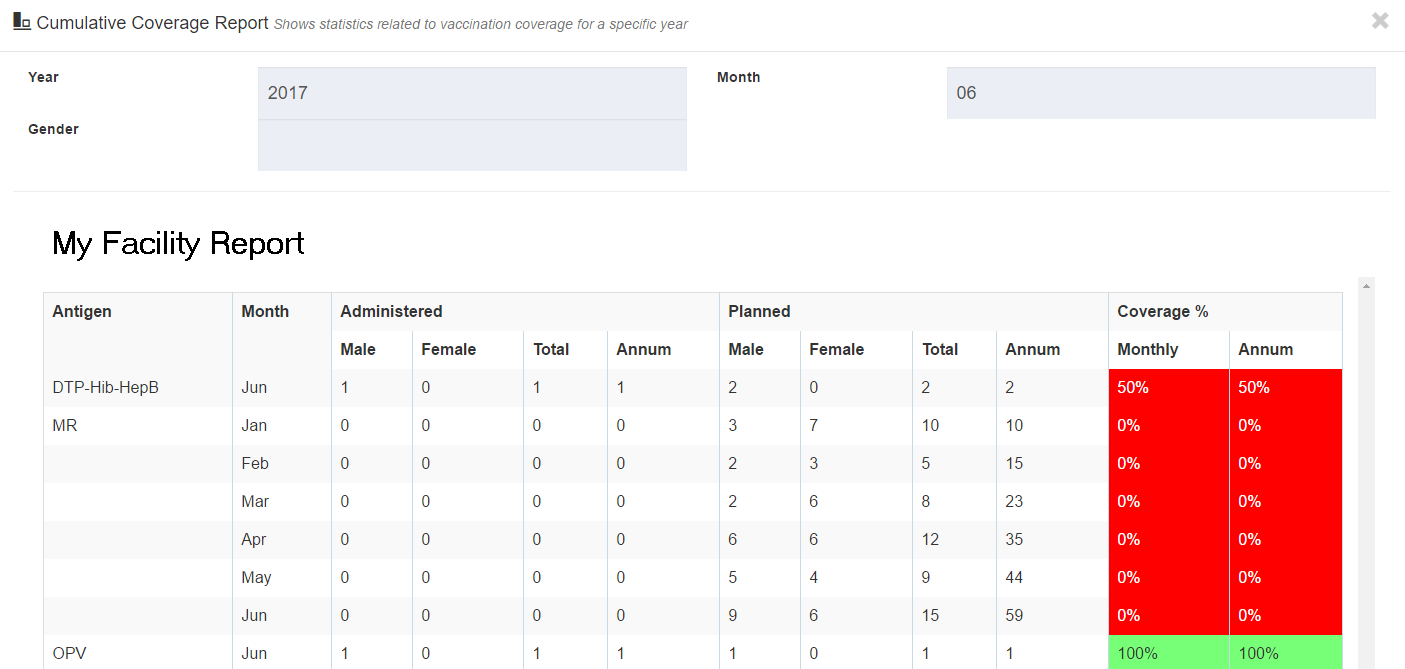 Cumulative Coverage Report Shows statistics related to vaccination coverage for a specific year
Year 2017 Month 06
Gender
My Facility Report
Antigen Month Administered Planned Coverage %
Male Female Total Annum Male Female Total Annum Monthly Annum
DTP-Hib-HepB Jun 1 0 1 1 2 0 2 2 50% 50%
MR Jan 0 0 0 0 3 7 10 10 0% 0%
Feb 0 0 0 0 2 3 5 15 0% 0%
Mar 0 0 0 0 2 6 8 23 0% 0%
Apr 0 0 0 0 6 6 12 35 0% 0%
May 0 0 0 0 5 4 9 44 0% 0%
Jun 0 0 0 0 9 6 15 59 0% 0%
OPV Jun 1 0 1 1 1 0 1 1 100% 100%